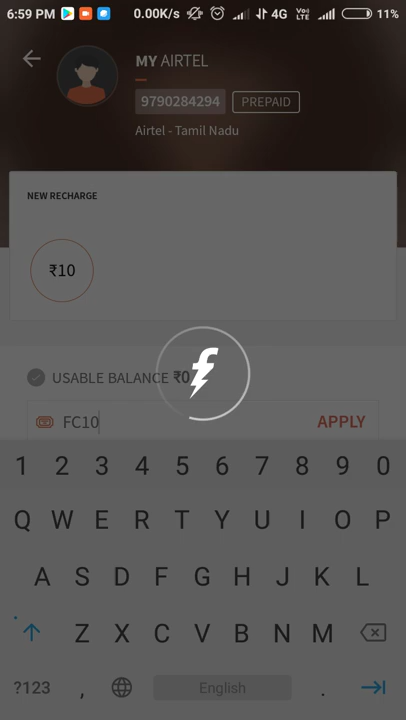 6:59 PM 0.00K/s 4G VoLTE 11%
MY AIRTEL
9790284294 PREPAID
Airtel - Tamil Nadu
NEW RECHARGE
₹10
USABLE BALANCE ₹0
FC10 APPLY
1 2 3 4 5 6 7 8 9 0
Q W E R T Y U I O P
A S D F G H J K L
Z X C V B N M
?123 , English .